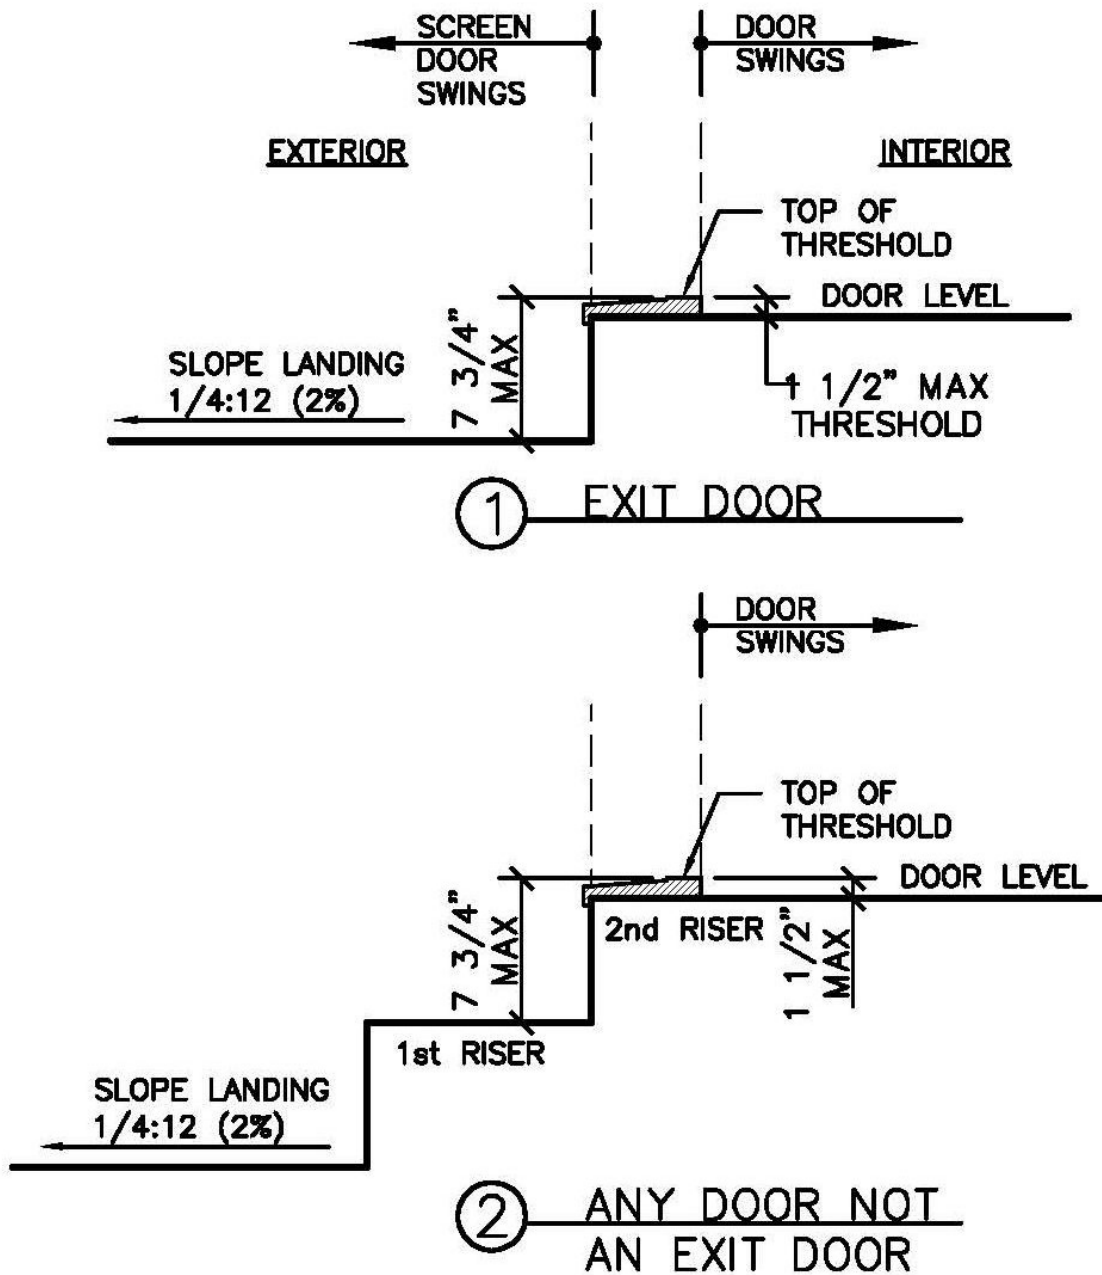 SCREEN
DOOR
SWINGS
DOOR
SWINGS
EXTERIOR
INTERIOR
TOP OF
THRESHOLD
DOOR LEVEL
7 3/4"
MAX
SLOPE LANDING
1/4:12 (2%)
1 1/2" MAX
THRESHOLD
1 EXIT DOOR
DOOR
SWINGS
TOP OF
THRESHOLD
DOOR LEVEL
7 3/4"
MAX
2nd RISER
1 1/2"
MAX
1st RISER
SLOPE LANDING
1/4:12 (2%)
2 ANY DOOR NOT
AN EXIT DOOR